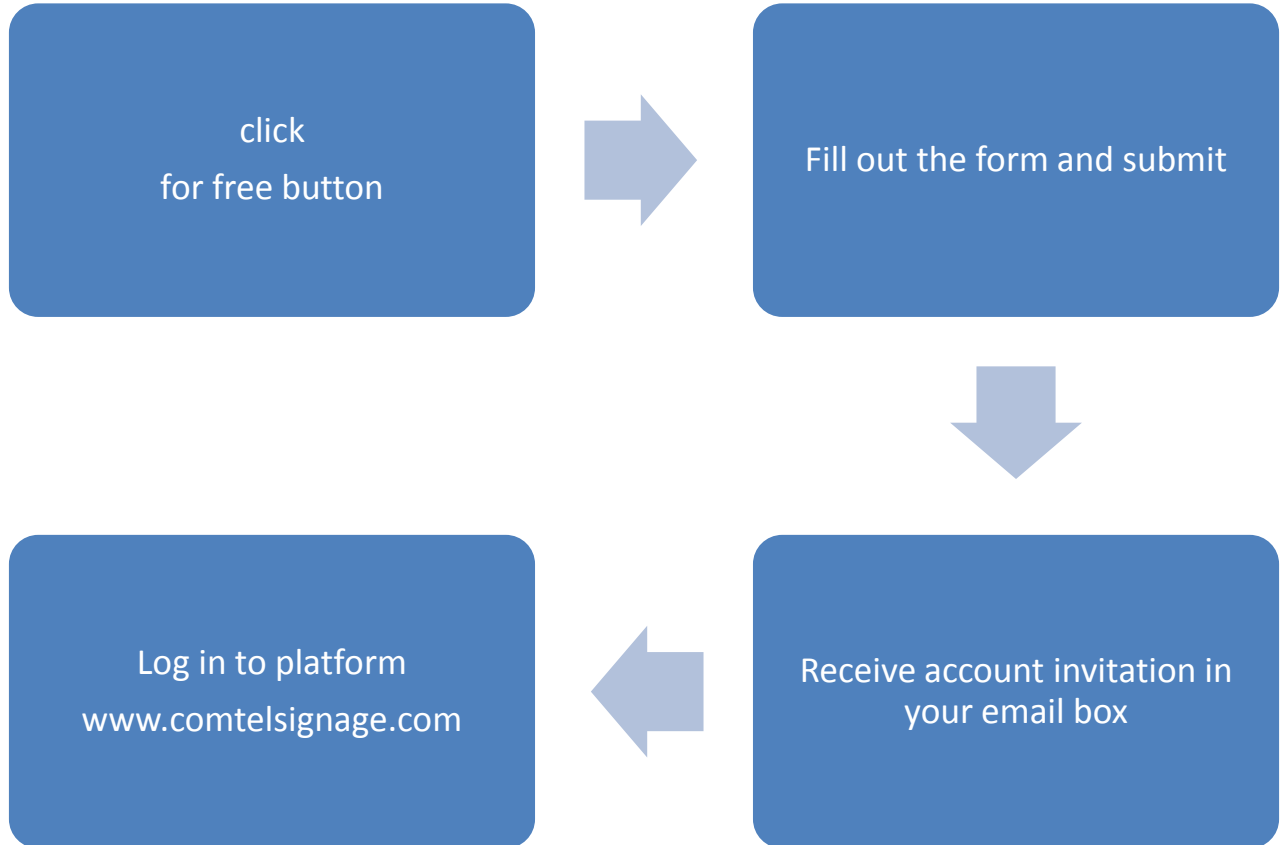 click
for free button
Fill out the form and submit
Receive account invitation in
your email box
Log in to platform
www.comtelsignage.com